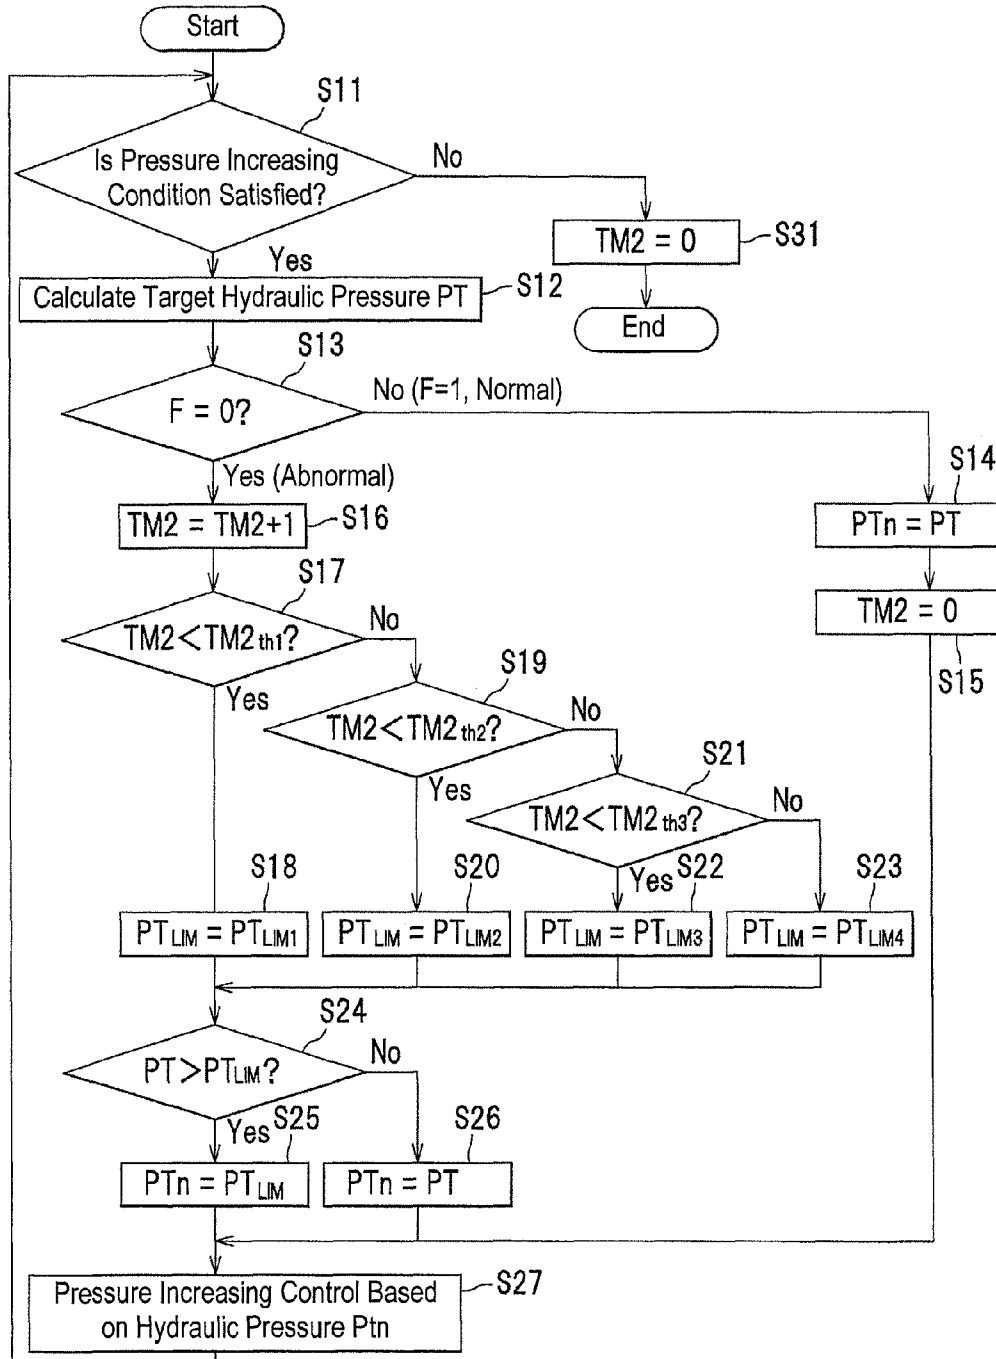 Start
S11
Is Pressure Increasing
Condition Satisfied?
No
Yes
TM2 = 0
S31
End
Calculate Target Hydraulic Pressure PT
S12
S13
F = 0?
No (F=1, Normal)
Yes (Abnormal)
S14
PTn = PT
TM2 = 0
S15
TM2 = TM2+1
S16
S17
TM2<TM2th1?
No
Yes
S19
TM2<TM2th2?
No
Yes
S21
TM2<TM2th3?
No
Yes
S18
PTLIM = PTLIM1
S20
PTLIM = PTLIM2
S22
PTLIM = PTLIM3
S23
PTLIM = PTLIM4
S24
PT>PTLIM?
No
Yes
S25
PTn = PTLIM
S26
PTn = PT
Pressure Increasing Control Based
on Hydraulic Pressure Ptn
S27